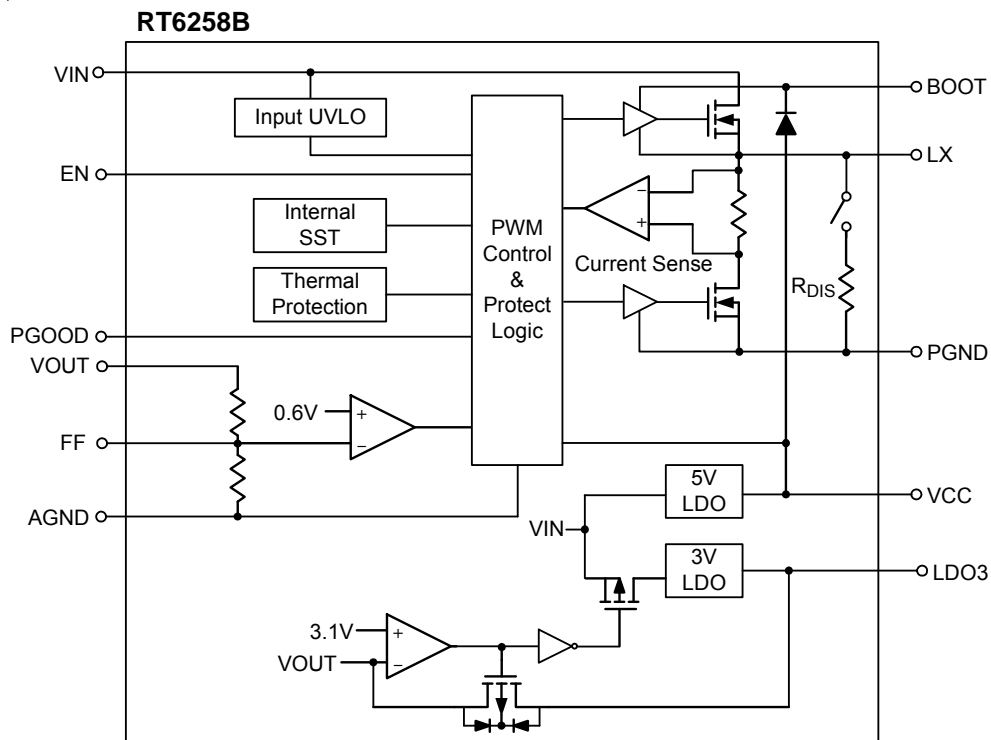 RT6258B
VIN
BOOT
Input UVLO
LX
EN
Internal
SST
PWM
Control
&
Protect
Logic
Current Sense
−
+
Thermal
Protection
RDIS
PGOOD
PGND
VOUT
0.6V
+
−
FF
5V
LDO
VCC
AGND
VIN
3V
LDO
LDO3
3.1V
+
VOUT
−